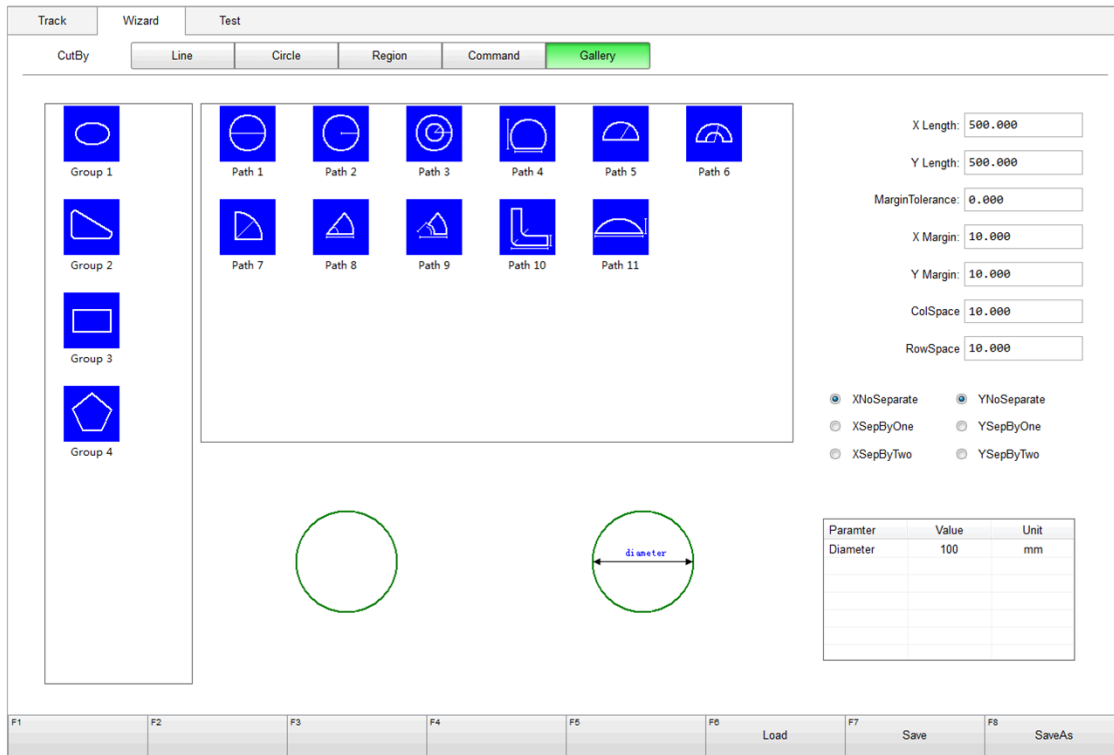 Track Wizard Test
CutBy Line Circle Region Command Gallery
Group 1
Group 2
Group 3
Group 4
Path 1 Path 2 Path 3 Path 4 Path 5 Path 6
Path 7 Path 8 Path 9 Path 10 Path 11
X Length: 500.000
Y Length: 500.000
MarginTolerance: 0.000
X Margin: 10.000
Y Margin: 10.000
ColSpace 10.000
RowSpace 10.000
XNoSeparate YNoSeparate
XSepByOne YSepByOne
XSepByTwo YSepByTwo
diameter
Paramter Value Unit
Diameter 100 mm
F1 F2 F3 F4 F5 F6 F7 F8
Load Save SaveAs